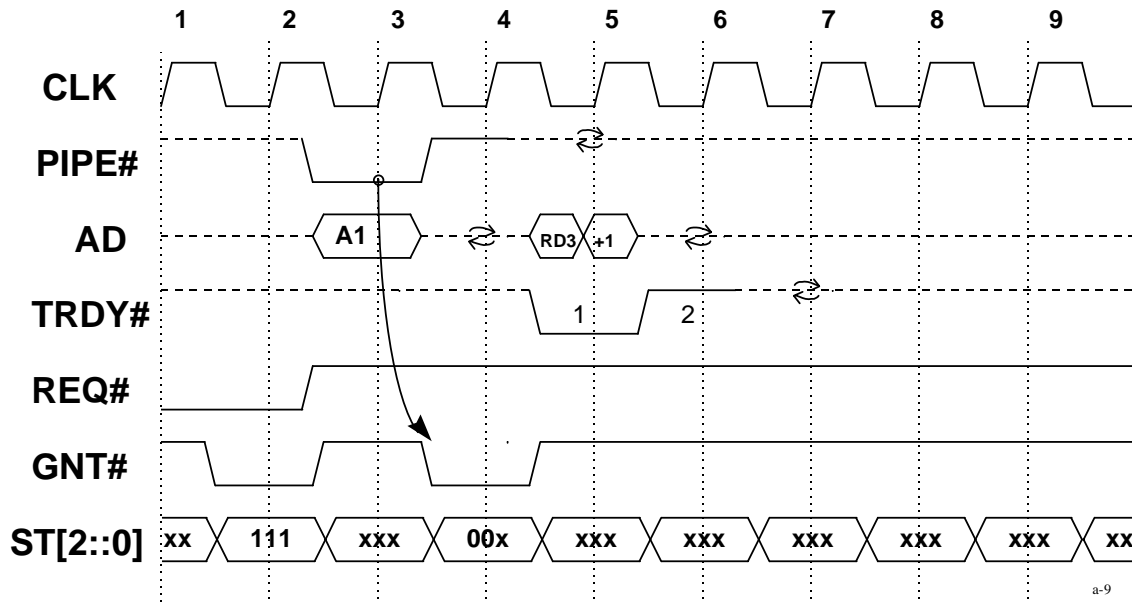 1 2 3 4 5 6 7 8 9
CLK
PIPE#
AD A1 RD3 +1
TRDY# 1 2
REQ#
GNT#
ST[2::0] xx 111 xxx 00x xxx xxx xxx xxx xxx xx
a-9